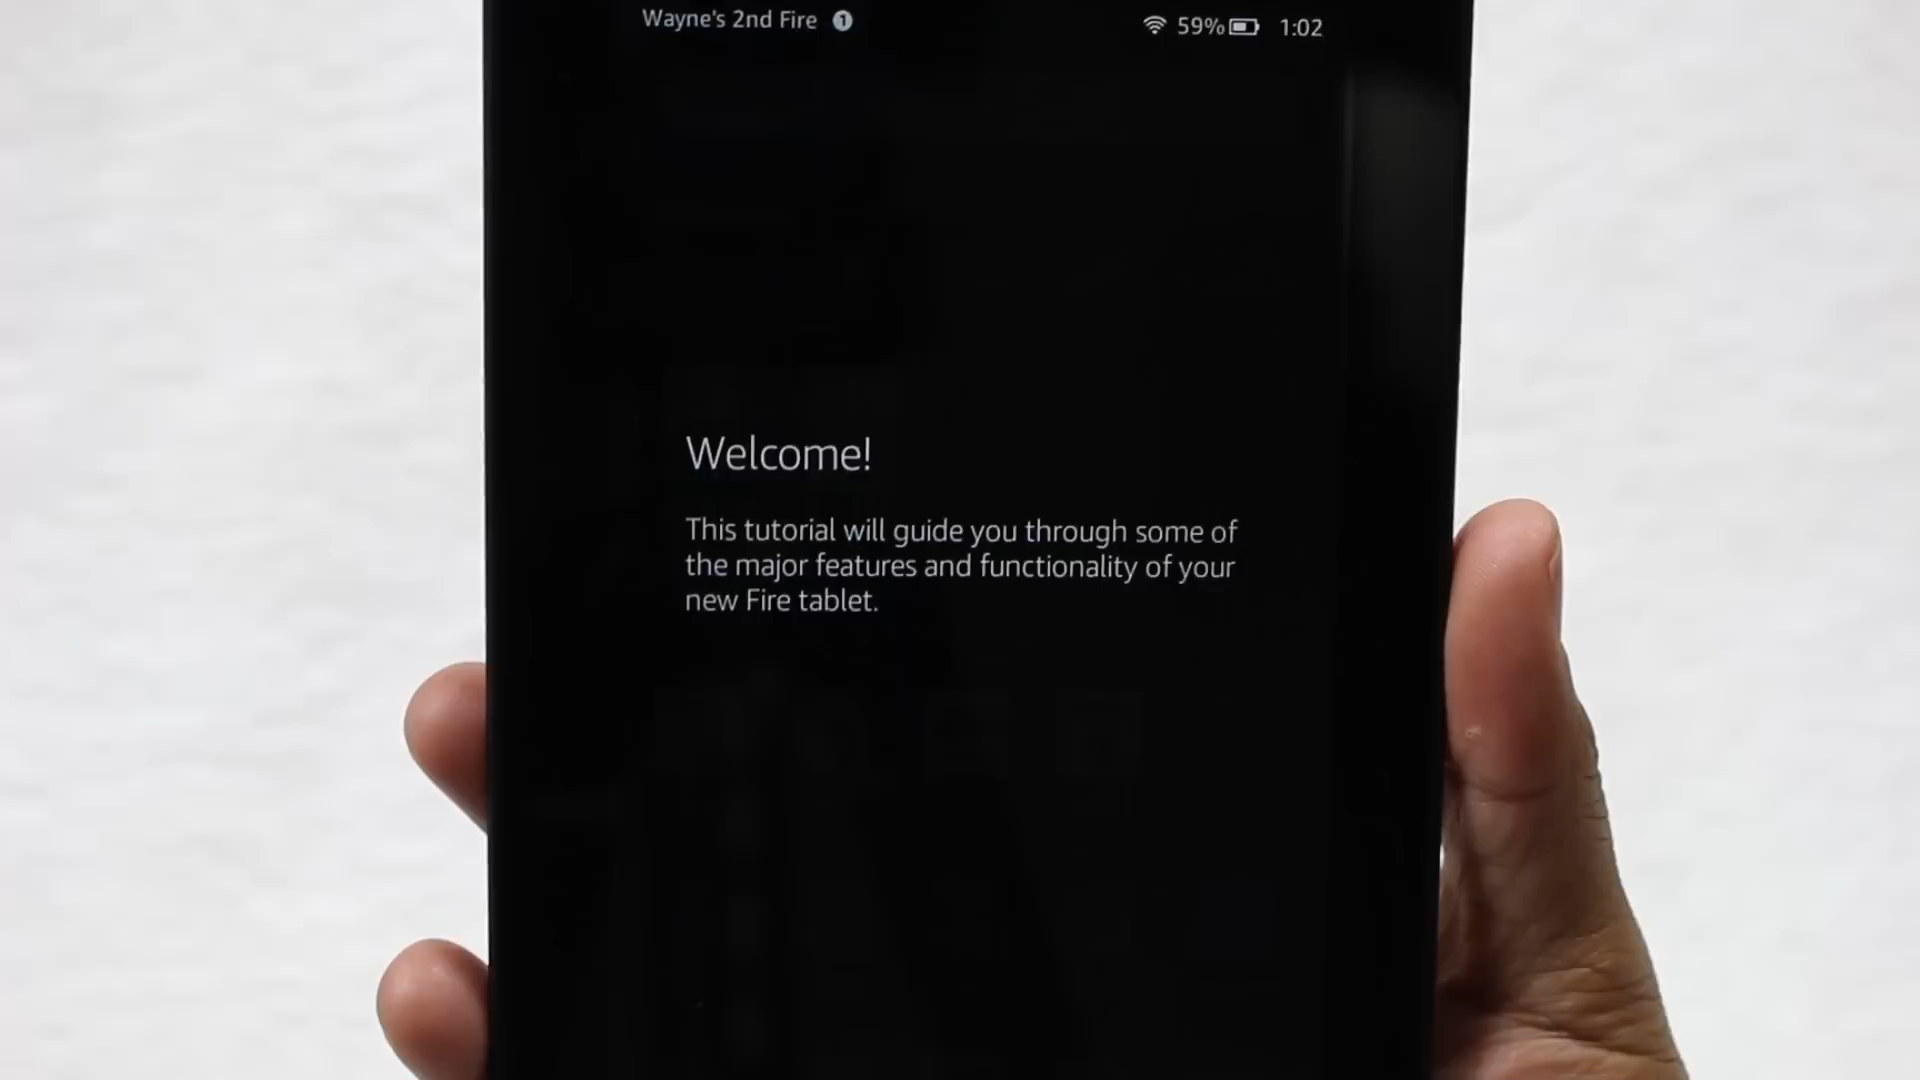 Wayne's 2nd Fire 1
59% 1:02
Welcome!
This tutorial will guide you through some of
the major features and functionality of your
new Fire tablet.